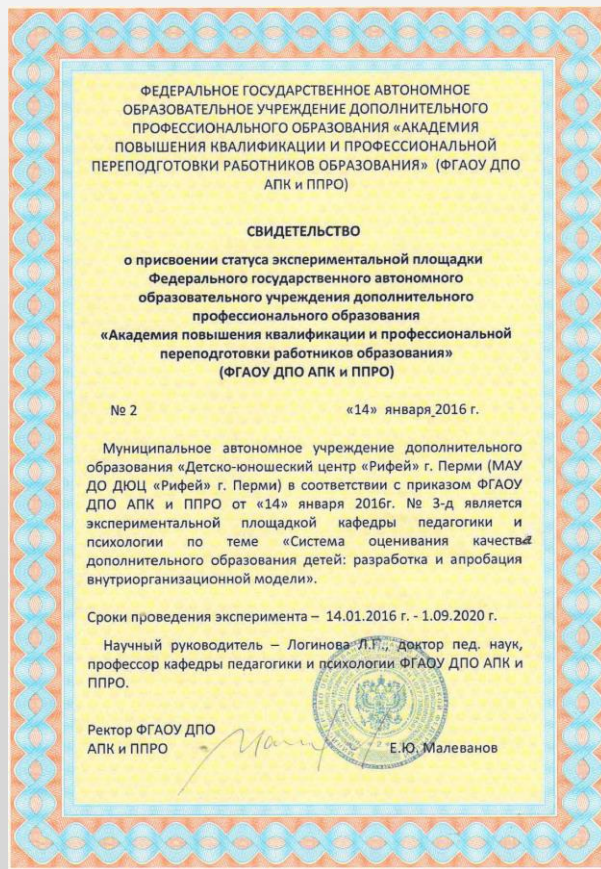 ФЕДЕРАЛЬНОЕ ГОСУДАРСТВЕННОЕ АВТОНОМНОЕ
ОБРАЗОВАТЕЛЬНОЕ УЧРЕЖДЕНИЕ ДОПОЛНИТЕЛЬНОГО
ПРОФЕССИОНАЛЬНОГО ОБРАЗОВАНИЯ «АКАДЕМИЯ
ПОВЫШЕНИЯ КВАЛИФИКАЦИИ И ПРОФЕССИОНАЛЬНОЙ
ПЕРЕПОДГОТОВКИ РАБОТНИКОВ ОБРАЗОВАНИЯ» (ФГАОУ ДПО
АПК и ППРО)
СВИДЕТЕЛЬСТВО
о присвоении статуса экспериментальной площадки
Федерального государственного автономного
образовательного учреждения дополнительного
профессионального образования
«Академия повышения квалификации и профессиональной
переподготовки работников образования»
(ФГАОУ ДПО АПК и ППРО)
№ 2 «14» января 2016 г.
Муниципальное автономное учреждение дополнительного
образования «Детско-юношеский центр «Рифей» г. Перми (МАУ
ДО ДЮЦ «Рифей» г. Перми) в соответствии с приказом ФГАОУ
ДПО АПК и ППРО от «14» января 2016г. № 3-д является
экспериментальной площадкой кафедры педагогики и
психологии по теме «Система оценивания качества
дополнительного образования детей: разработка и апробация
внутриорганизационной модели».
Сроки проведения эксперимента – 14.01.2016 г. - 1.09.2020 г.
Научный руководитель – Логинова Л.Г., доктор пед. наук,
профессор кафедры педагогики и психологии ФГАОУ ДПО АПК и
ППРО.
Ректор ФГАОУ ДПО
АПК и ППРО Е.Ю. Малеванов